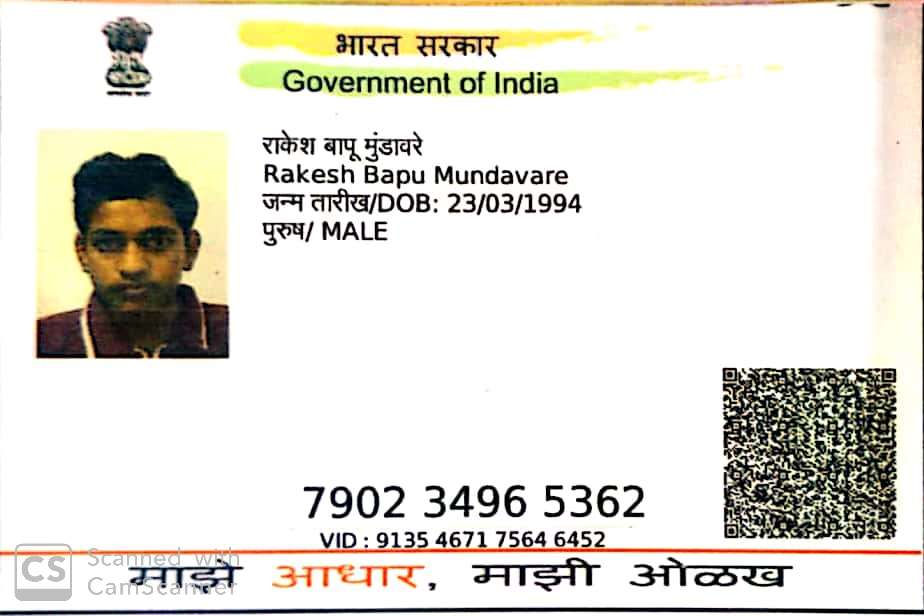 भारत सरकार
Government of India
राकेश बापू मुंडावरे
Rakesh Bapu Mundavare
जन्म तारीख/DOB: 23/03/1994
पुरुष/ MALE
7902 3496 5362
VID : 9135 4671 7564 6452
माझे आधार, माझी ओळख
CS Scanned with
CamScanner